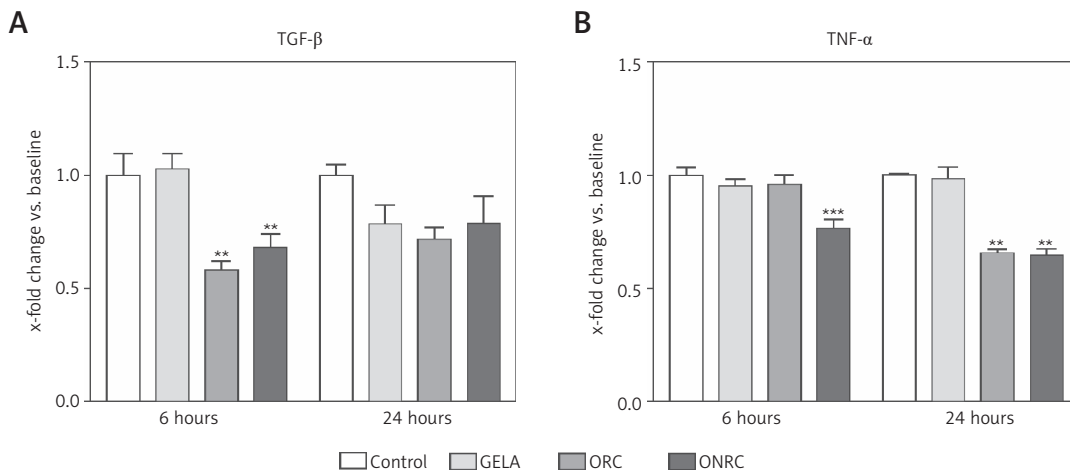 A
TGF-β
x-fold change vs. baseline
1.5
1.0
0.5
0.0
**
**
6 hours
24 hours
B
TNF-α
x-fold change vs. baseline
1.5
1.0
0.5
0.0
***
**
**
6 hours
24 hours
Control GELA ORC ONRC